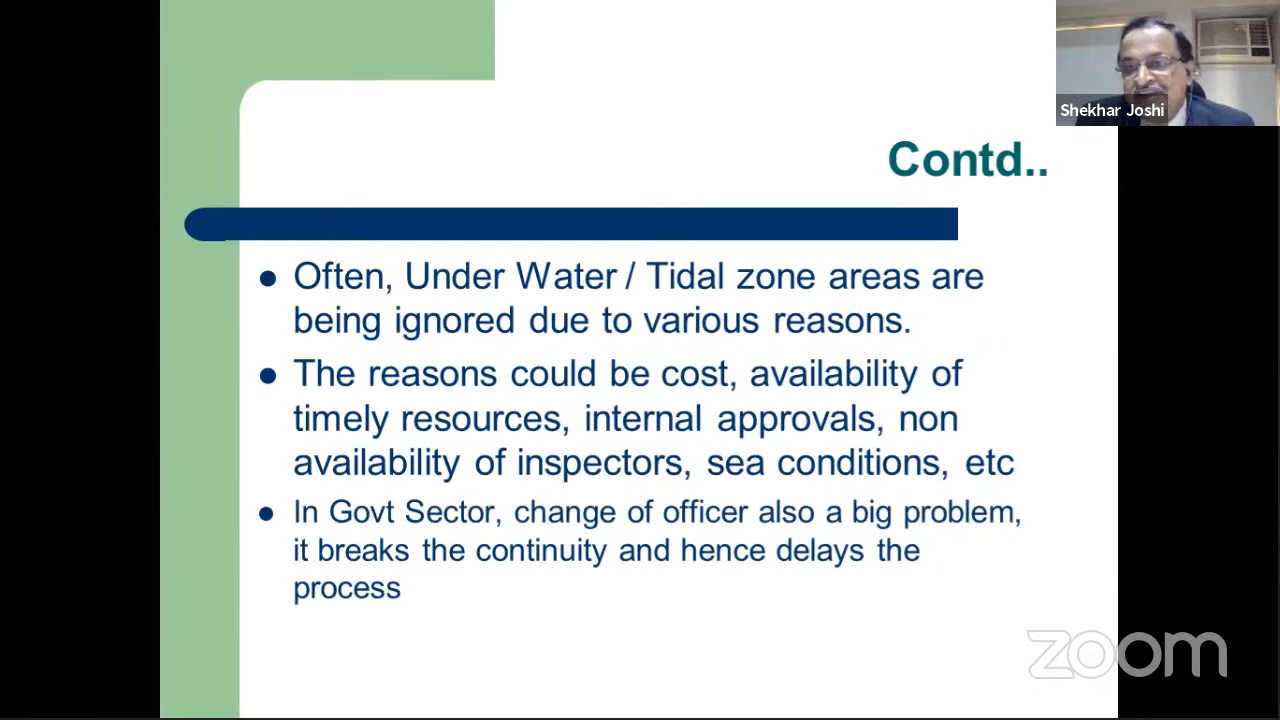 Shekhar Joshi
Contd..
Often, Under Water / Tidal zone areas are
being ignored due to various reasons.
The reasons could be cost, availability of
timely resources, internal approvals, non
availability of inspectors, sea conditions, etc
In Govt Sector, change of officer also a big problem,
it breaks the continuity and hence delays the
process
zoom